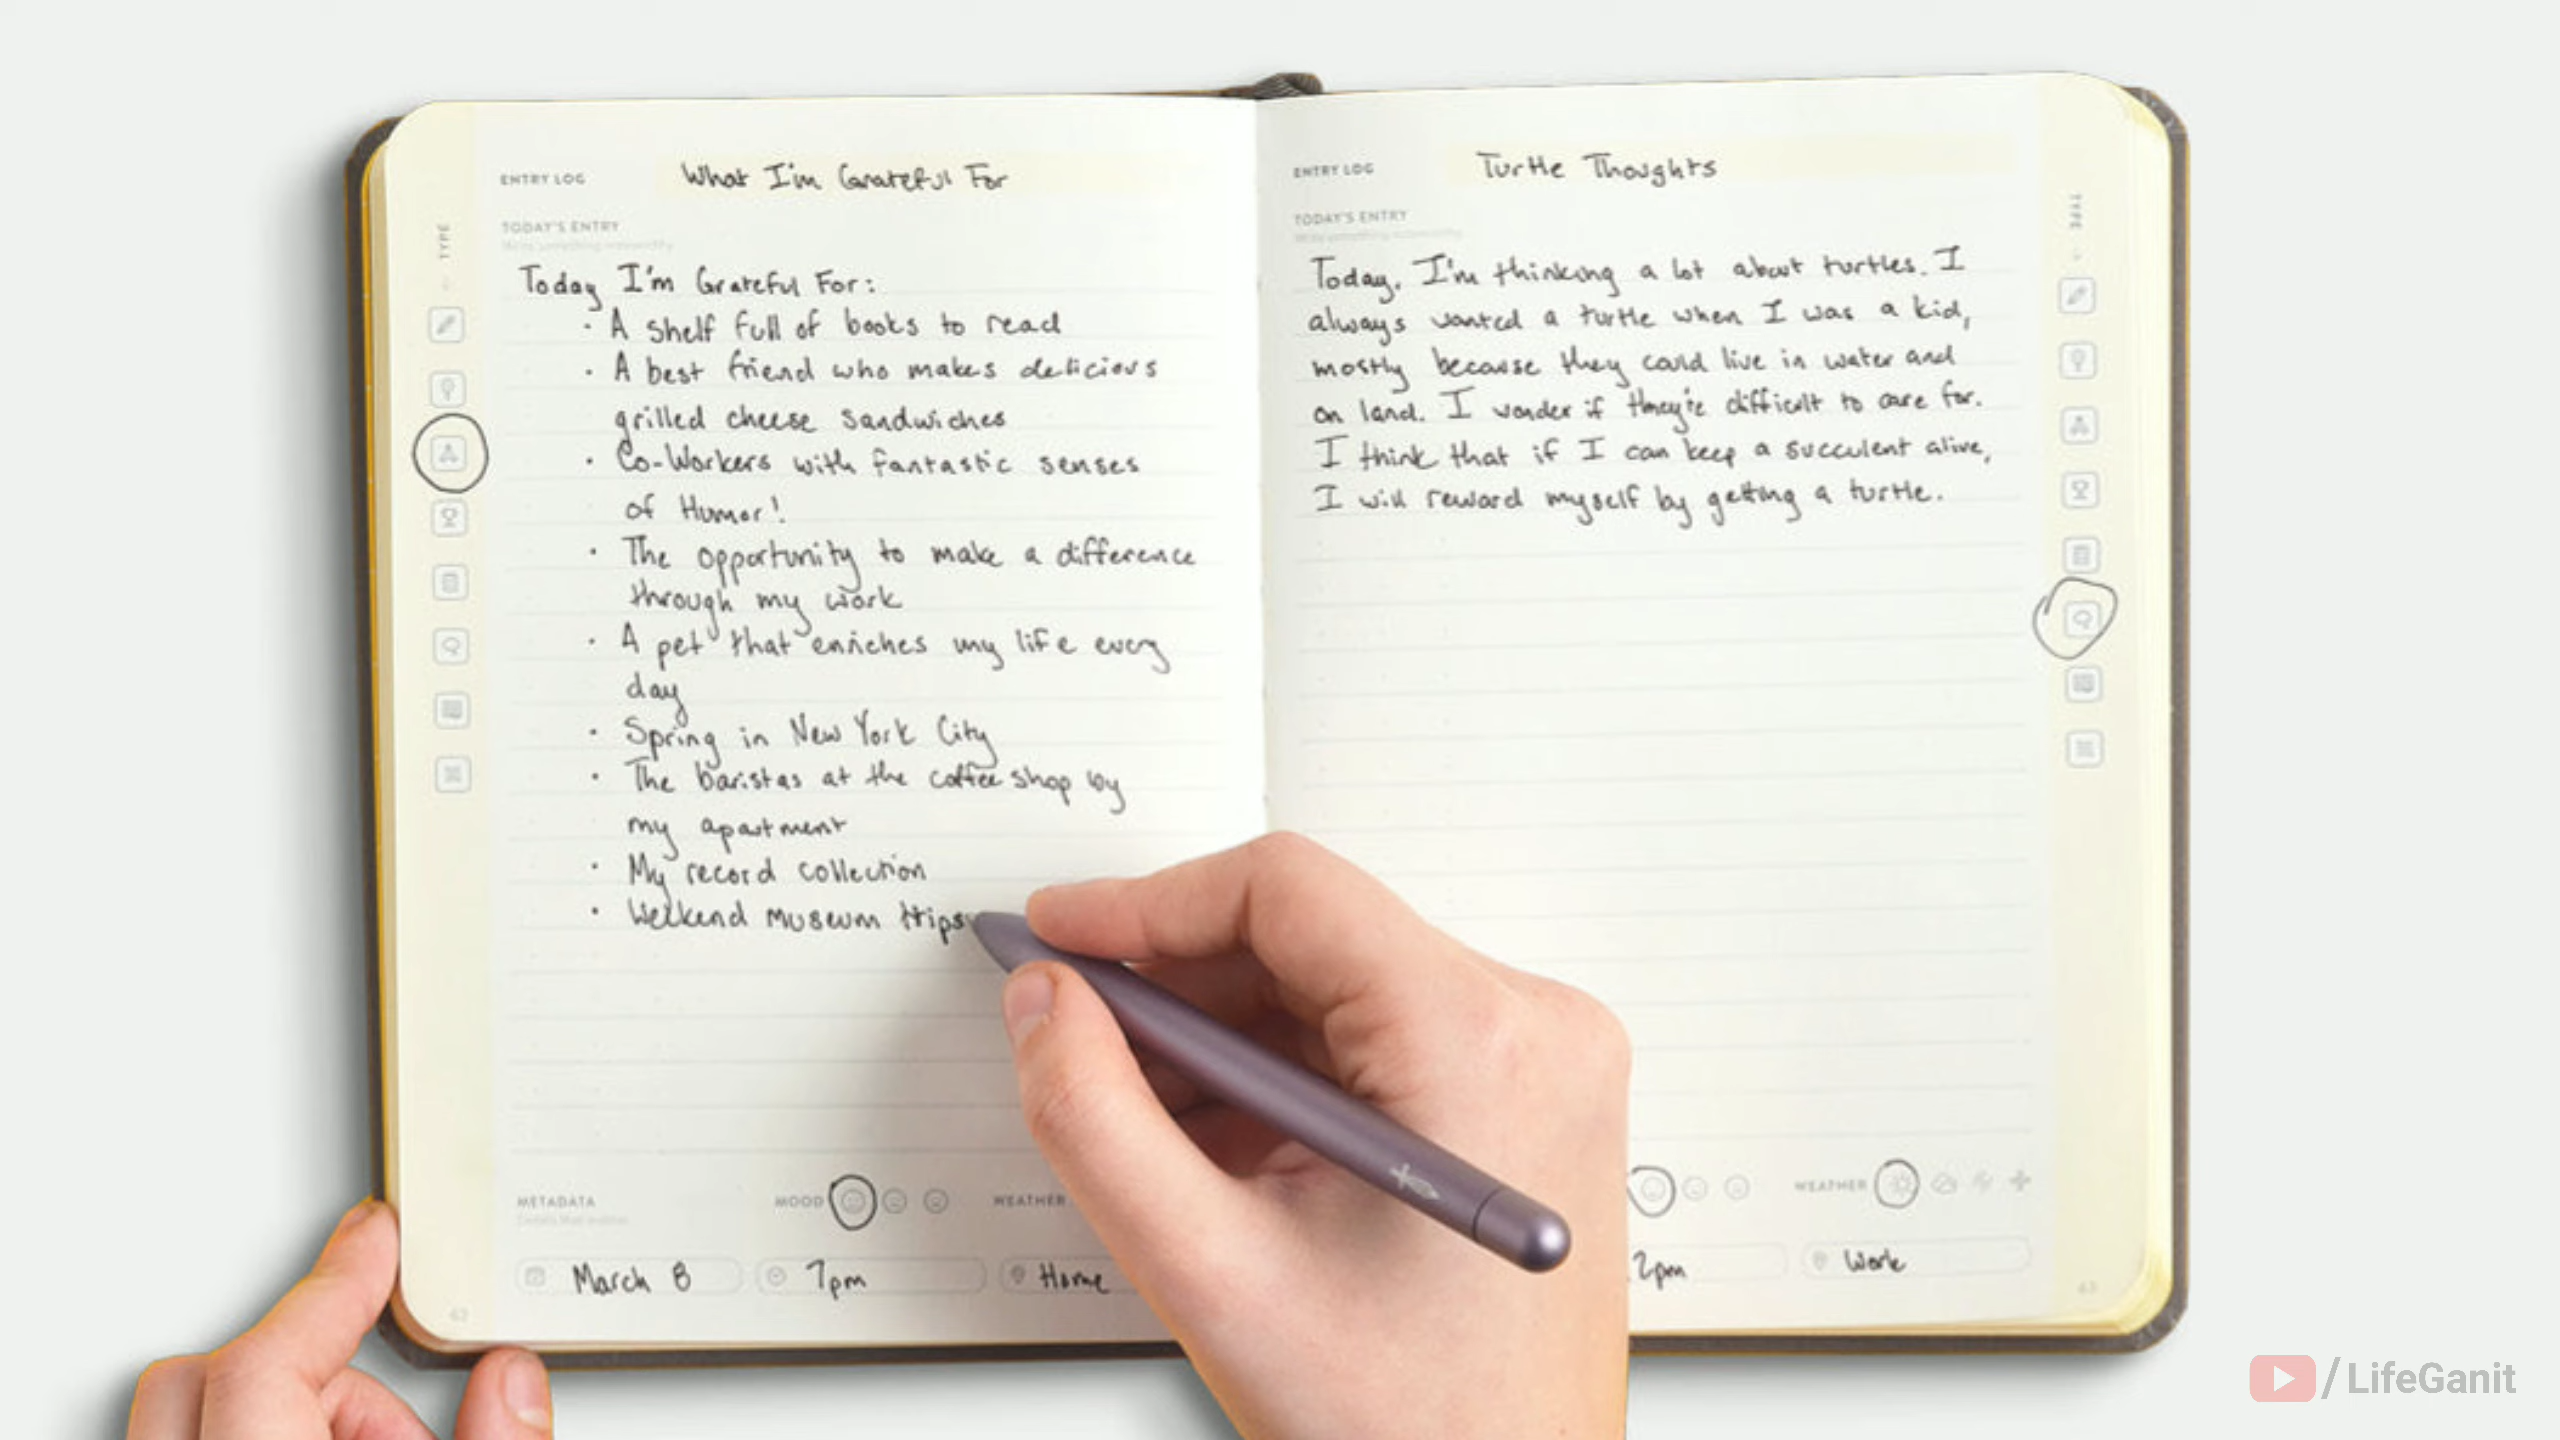 ENTRY LOG What I'm Grateful For
TODAY'S ENTRY
TYPE
Today I'm Grateful For:
· A shelf full of books to read
· A best friend who makes delicious
grilled cheese sandwiches
· Co-Workers with fantastic senses
of Humor!
· The opportunity to make a difference
through my work
· A pet that enriches my life every
day
· Spring in New York City
· The baristas at the coffee shop by
my apartment
· My record collection
· Weekend museum trips
METADATA MOOD WEATHER
March 8 7pm Home
62
ENTRY LOG Turtle Thoughts
TODAY'S ENTRY
TYPE
Today, I'm thinking a lot about turtles. I
always wanted a turtle when I was a kid,
mostly because they could live in water and
on land. I wonder if they're difficult to care for.
I think that if I can keep a succulent alive,
I will reward myself by getting a turtle.
WEATHER
2pm Work
63
/LifeGanit